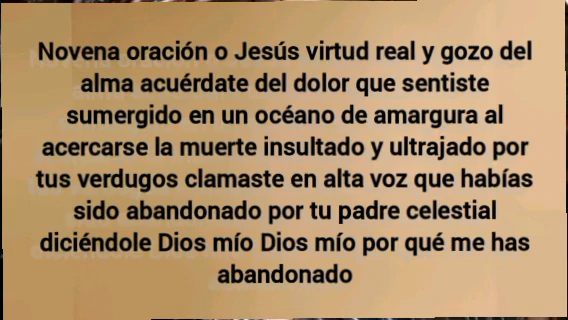 Novena oración o Jesús virtud real y gozo del
alma acuérdate del dolor que sentiste
sumergido en un océano de amargura al
acercarse la muerte insultado y ultrajado por
tus verdugos clamaste en alta voz que habías
sido abandonado por tu padre celestial
diciéndole Dios mío Dios mío por qué me has
abandonado